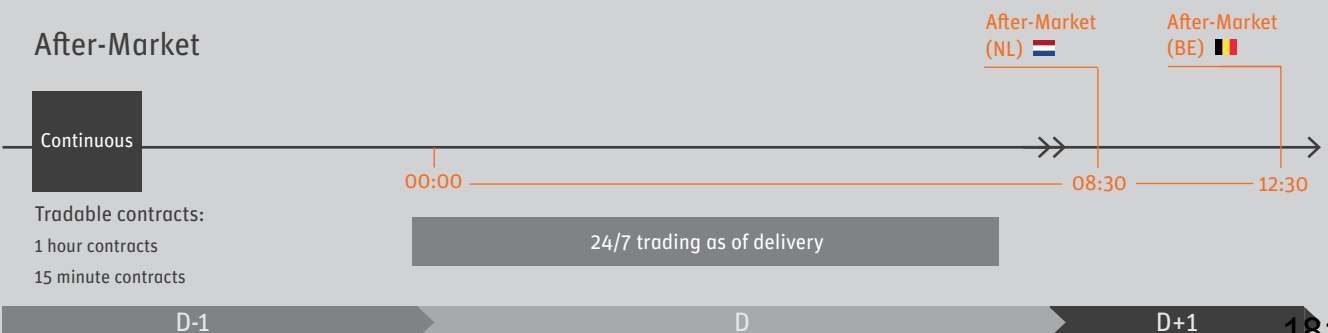 After-Market
After-Market
(NL)
After-Market
(BE)
Continuous
00:00
08:30
12:30
Tradable contracts:
1 hour contracts
15 minute contracts
24/7 trading as of delivery
D-1
D
D+1